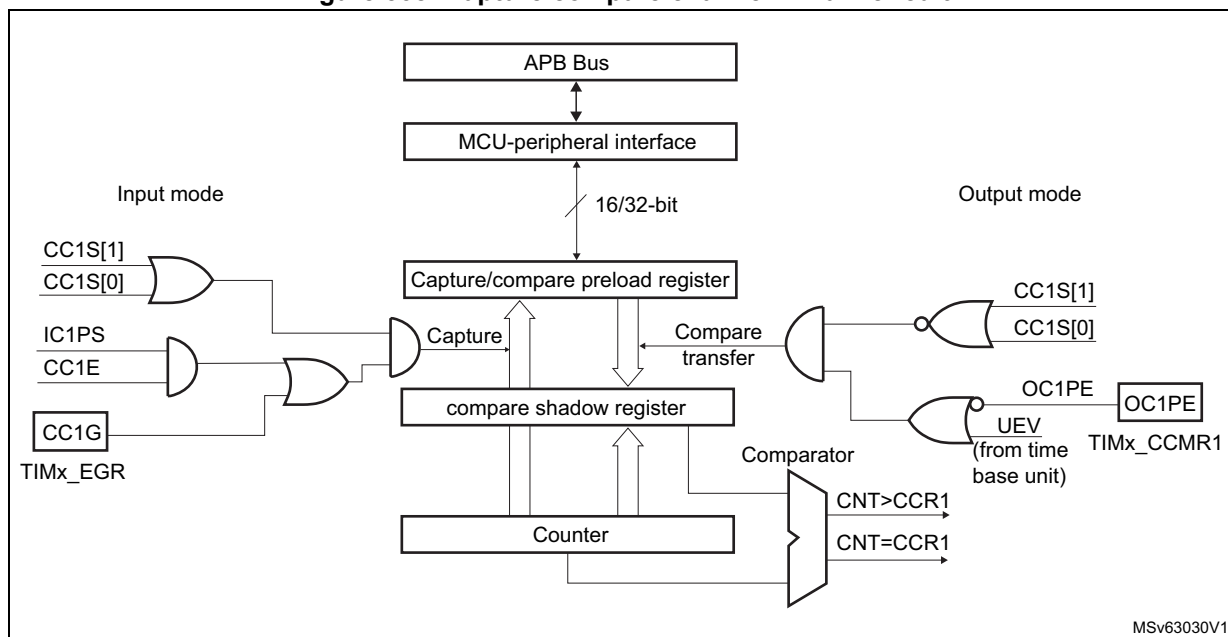 APB Bus
MCU-peripheral interface
Input mode
16/32-bit
Output mode
CC1S[1]
CC1S[0]
Capture/compare preload register
CC1S[1]
CC1S[0]
IC1PS
CC1E
Capture
Compare
transfer
CC1G
TIMx_EGR
compare shadow register
OC1PE
OC1PE
UEV
(from time
base unit)
TIMx_CCMR1
Comparator
CNT>CCR1
Counter
CNT=CCR1
MSv63030V1